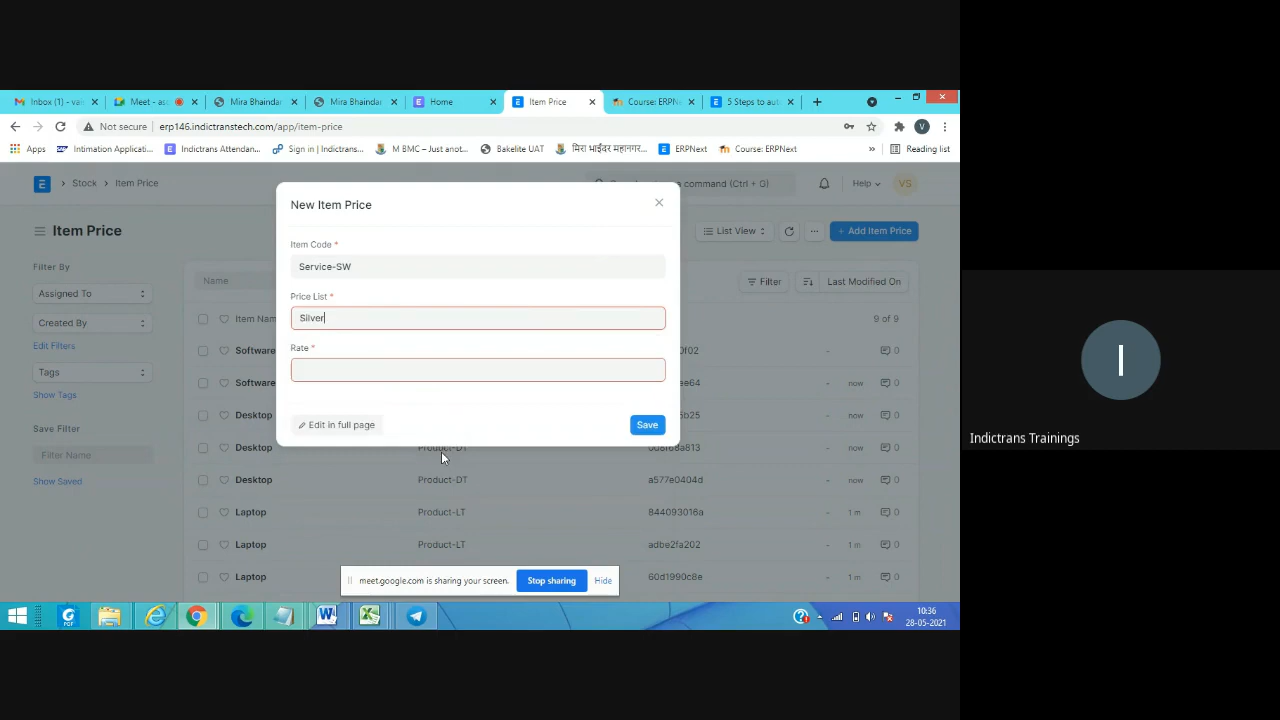 Inbox (1) - va
Meet - as
Mira Bhaindar
Mira Bhaindar
Home
Item Price
Course: ERPNe
5 Steps to aut
Not secure
erp146.indictranstech.com/app/item-price
Apps
Intimation Applicati...
Indictrans Attendan...
Sign in | Indictrans...
M BMC – Just anot...
Bakelite UAT
मिरा भाईंदर महानगर...
ERPNext
Course: ERPNext
»
Reading list
Stock
Item Price
a command (Ctrl + G)
Help
VS
Item Price
List View
...
+ Add Item Price
New Item Price
Item Code *
Service-SW
Price List *
Silver
Rate *
Edit in full page
Save
Filter By
Assigned To
Created By
Edit Filters
Tags
Show Tags
Save Filter
Filter Name
Show Saved
Name
Filter
Last Modified On
Item Nam
9 of 9
Software
0f02
- 0
Software
ee64
- now 0
Desktop
5b25
- now 0
Desktop
Product-DT
0d8f68a813
- now 0
Desktop
Product-DT
a577e0404d
- now 0
Laptop
Product-LT
844093016a
- 1 m 0
Laptop
Product-LT
adbe2fa202
- 1 m 0
Laptop
Product-LT
60d1990c8e
- 1 m 0
meet.google.com is sharing your screen.
Stop sharing
Hide
10:36
28-05-2021
I
Indictrans Trainings